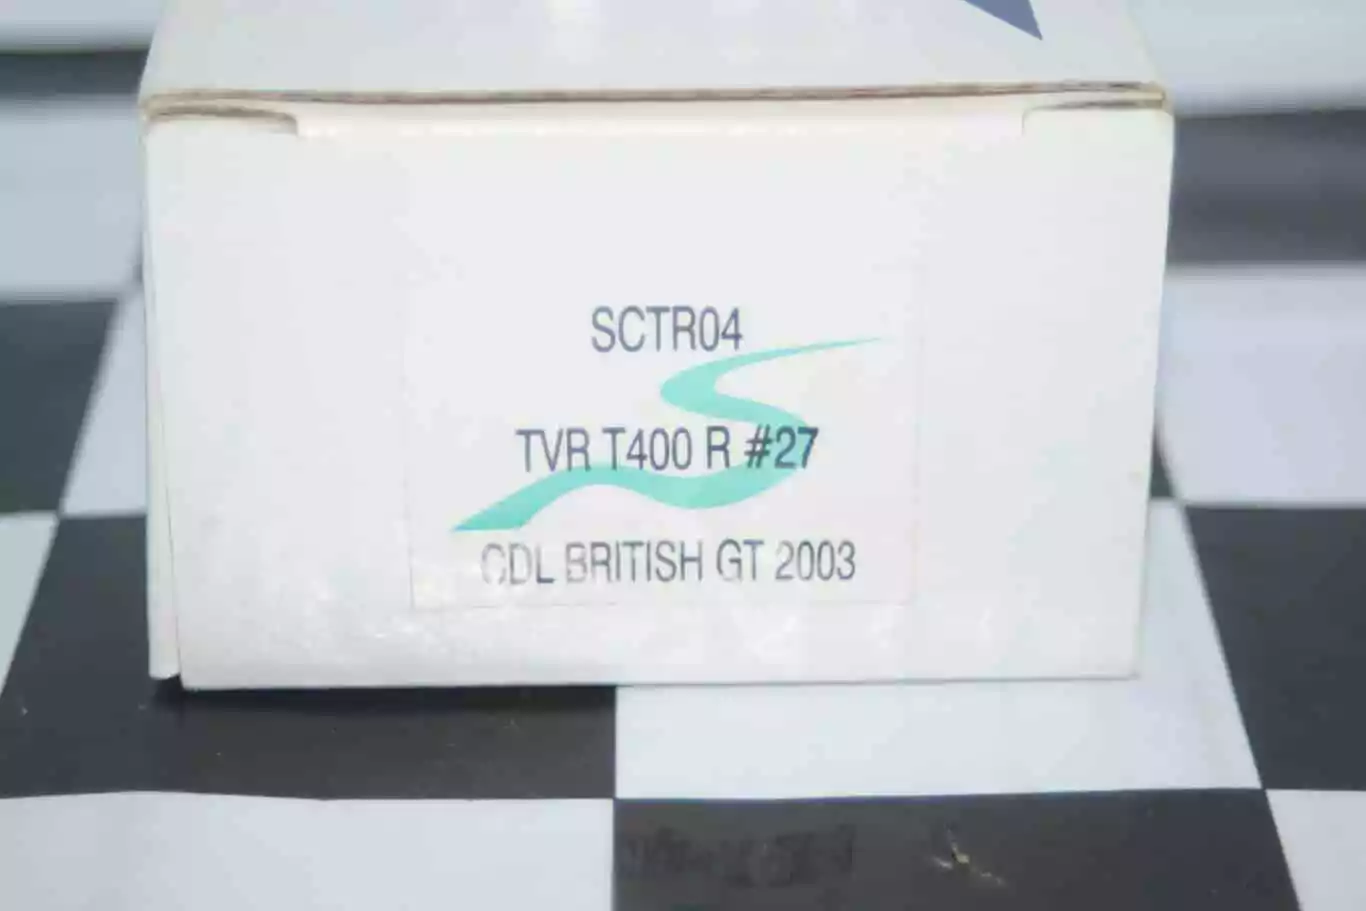 SCTR04
TVR T400 R #27
CDL BRITISH GT 2003